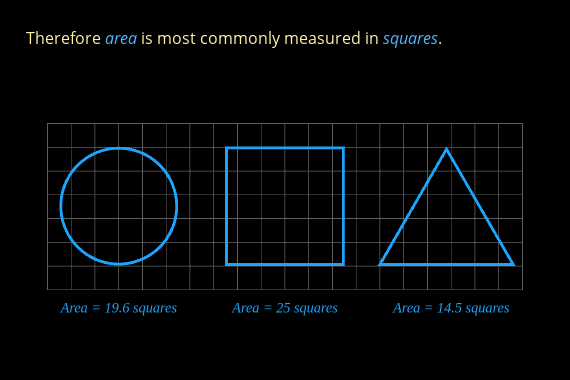 Therefore area is most commonly measured in squares.
Area = 19.6 squares
Area = 25 squares
Area = 14.5 squares